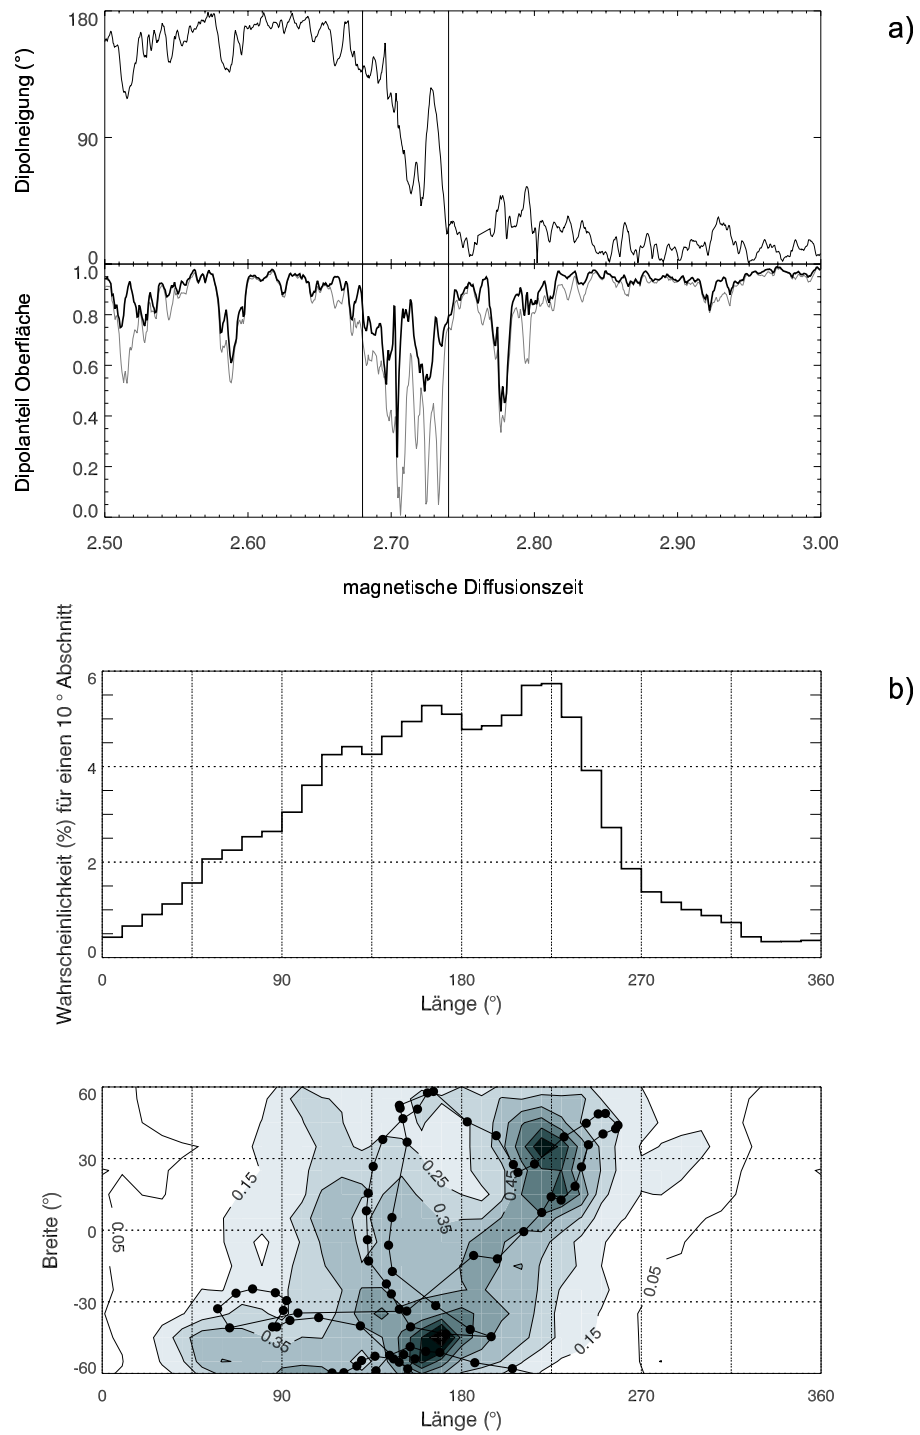 a)
Dipolneigung (°)
180
90
0
Dipolanteil Oberfläche
1.0
0.8
0.6
0.4
0.2
0.0
2.50 2.60 2.70 2.80 2.90 3.00
magnetische Diffusionszeit
b)
Wahrscheinlichkeit (%) für einen 10 ° Abschnitt
6
4
2
0
0 90 180 270 360
Länge (°)
Breite (°)
60
30
0
-30
-60
0.15
0.25
0.45
0.35
0.05
0.05
0.35
0.15
0 90 180 270 360
Länge (°)